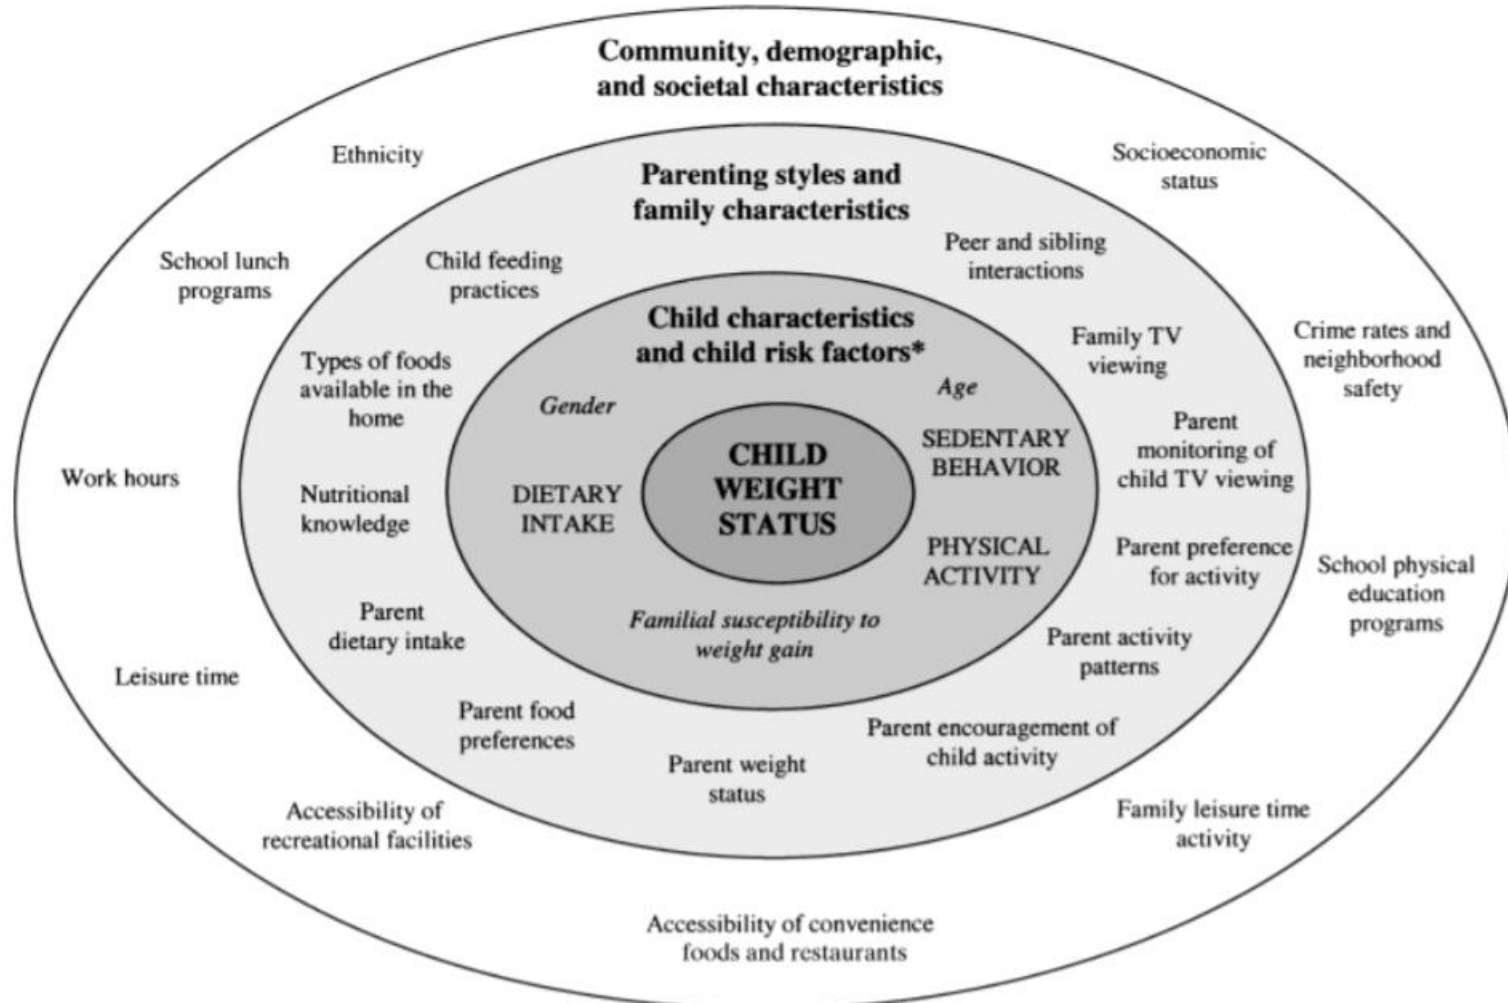 Community, demographic,
and societal characteristics
Ethnicity
Socioeconomic
status
Parenting styles and
family characteristics
School lunch
programs
Child feeding
practices
Peer and sibling
interactions
Child characteristics
and child risk factors*
Types of foods
available in the
home
Family TV
viewing
Crime rates and
neighborhood
safety
Gender
Age
Parent
monitoring of
child TV viewing
SEDENTARY
BEHAVIOR
CHILD
WEIGHT
STATUS
Work hours
Nutritional
knowledge
DIETARY
INTAKE
PHYSICAL
ACTIVITY
Parent preference
for activity
School physical
education
programs
Familial susceptibility to
weight gain
Parent
dietary intake
Parent activity
patterns
Leisure time
Parent food
preferences
Parent weight
status
Parent encouragement of
child activity
Accessibility of
recreational facilities
Family leisure time
activity
Accessibility of convenience
foods and restaurants